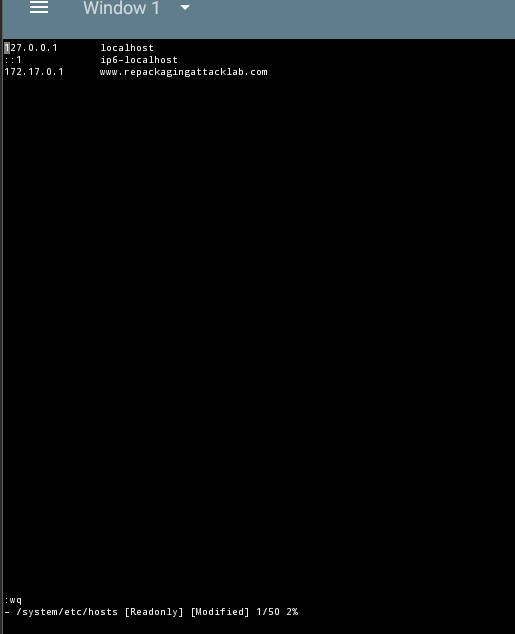 Window 1
127.0.0.1 localhost
::1 ip6-localhost
172.17.0.1 www.repackagingattacklab.com
:wq
- /system/etc/hosts [Readonly] [Modified] 1/50 2%